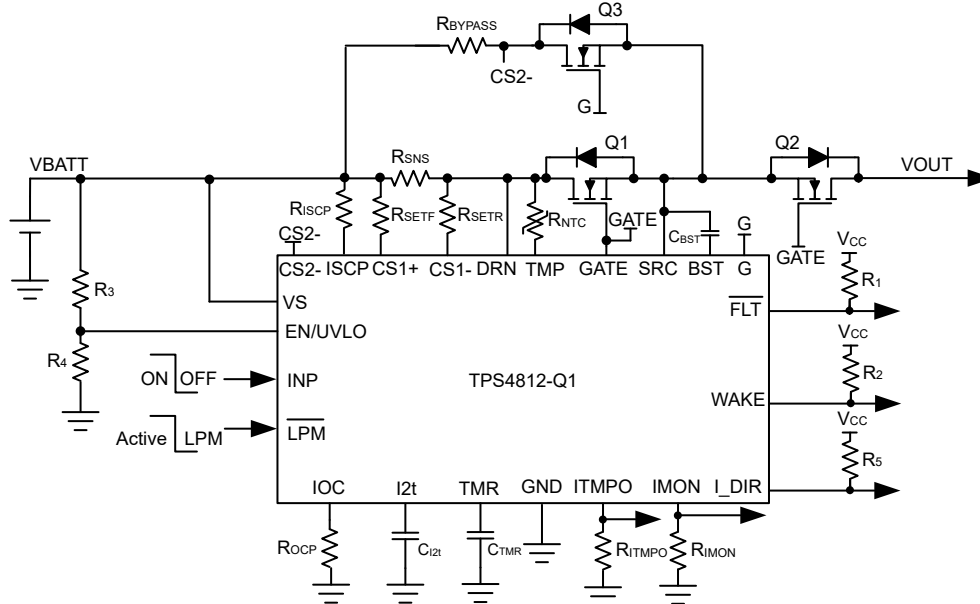 RBYPASS
Q3
CS2-
G
VBATT
RSNS
Q1
Q2
VOUT
RISCP
RSETF
RSETR
RNTC
GATE
CBST
G
CS2-
GATE
CS2- ISCP CS1+ CS1- DRN TMP GATE SRC BST G
VCC
R1
R3
VS
FLT
EN/UVLO
R4
VCC
R2
ON OFF
INP
TPS4812-Q1
WAKE
Active LPM
LPM
VCC
R5
IOC I2t TMR GND ITMPO IMON I_DIR
ROCP
CI2t
CTMR
RITMPO
RIMON